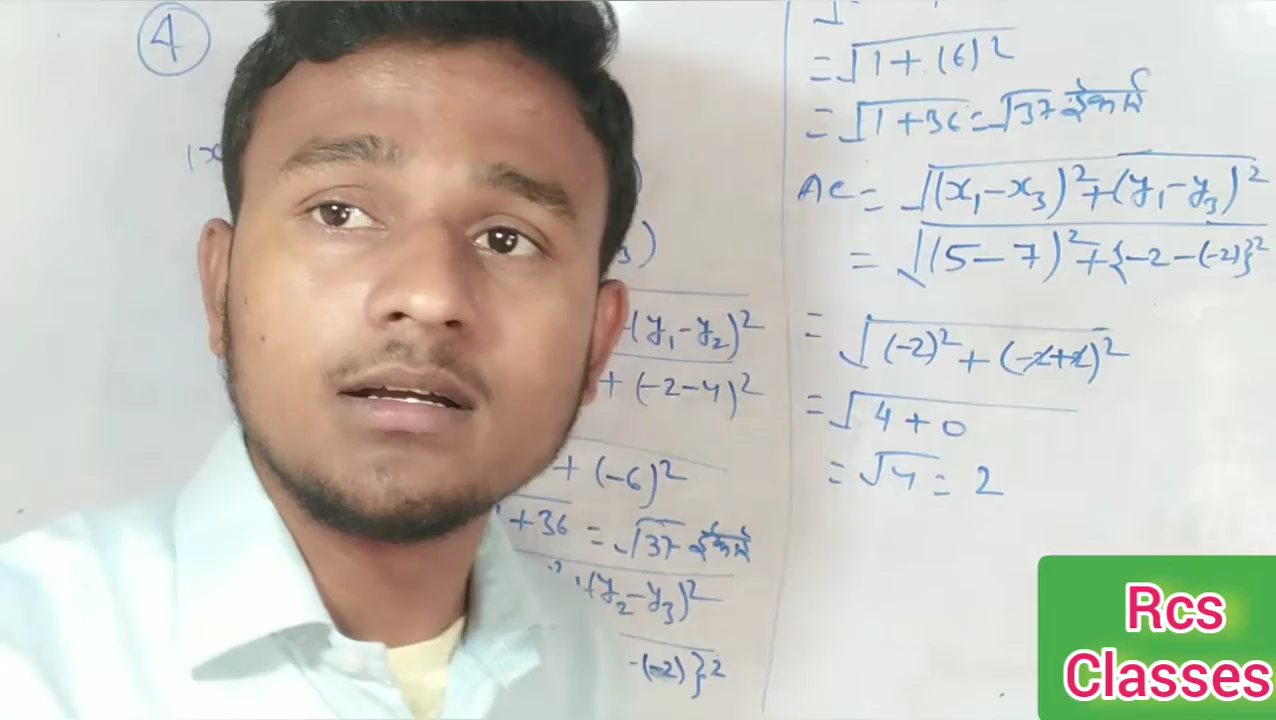 4
(y₁-y₂)²
+ (-2-4)²
+ (-6)²
+36 = √37 इकाई
(y₂-y₃)²
-(-2)}²
= √1+(6)²
= √1+36 = √37 इकाई
AC = √(x₁-x₃)²+(y₁-y₃)²
= √(5-7)²+{-2-(-2)}²
= √(-2)²+(-2+2)²
= √4+0
= √4 = 2
Rcs
Classes